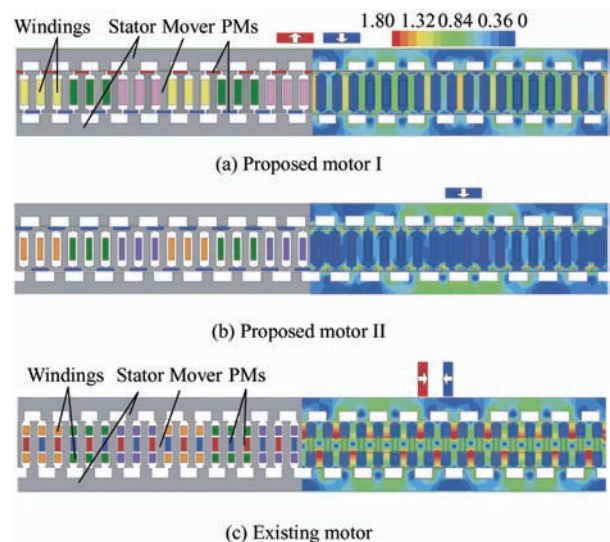 Windings Stator Mover PMs
1.80 1.32 0.84 0.36 0
(a) Proposed motor I
(b) Proposed motor II
Windings Stator Mover PMs
(c) Existing motor